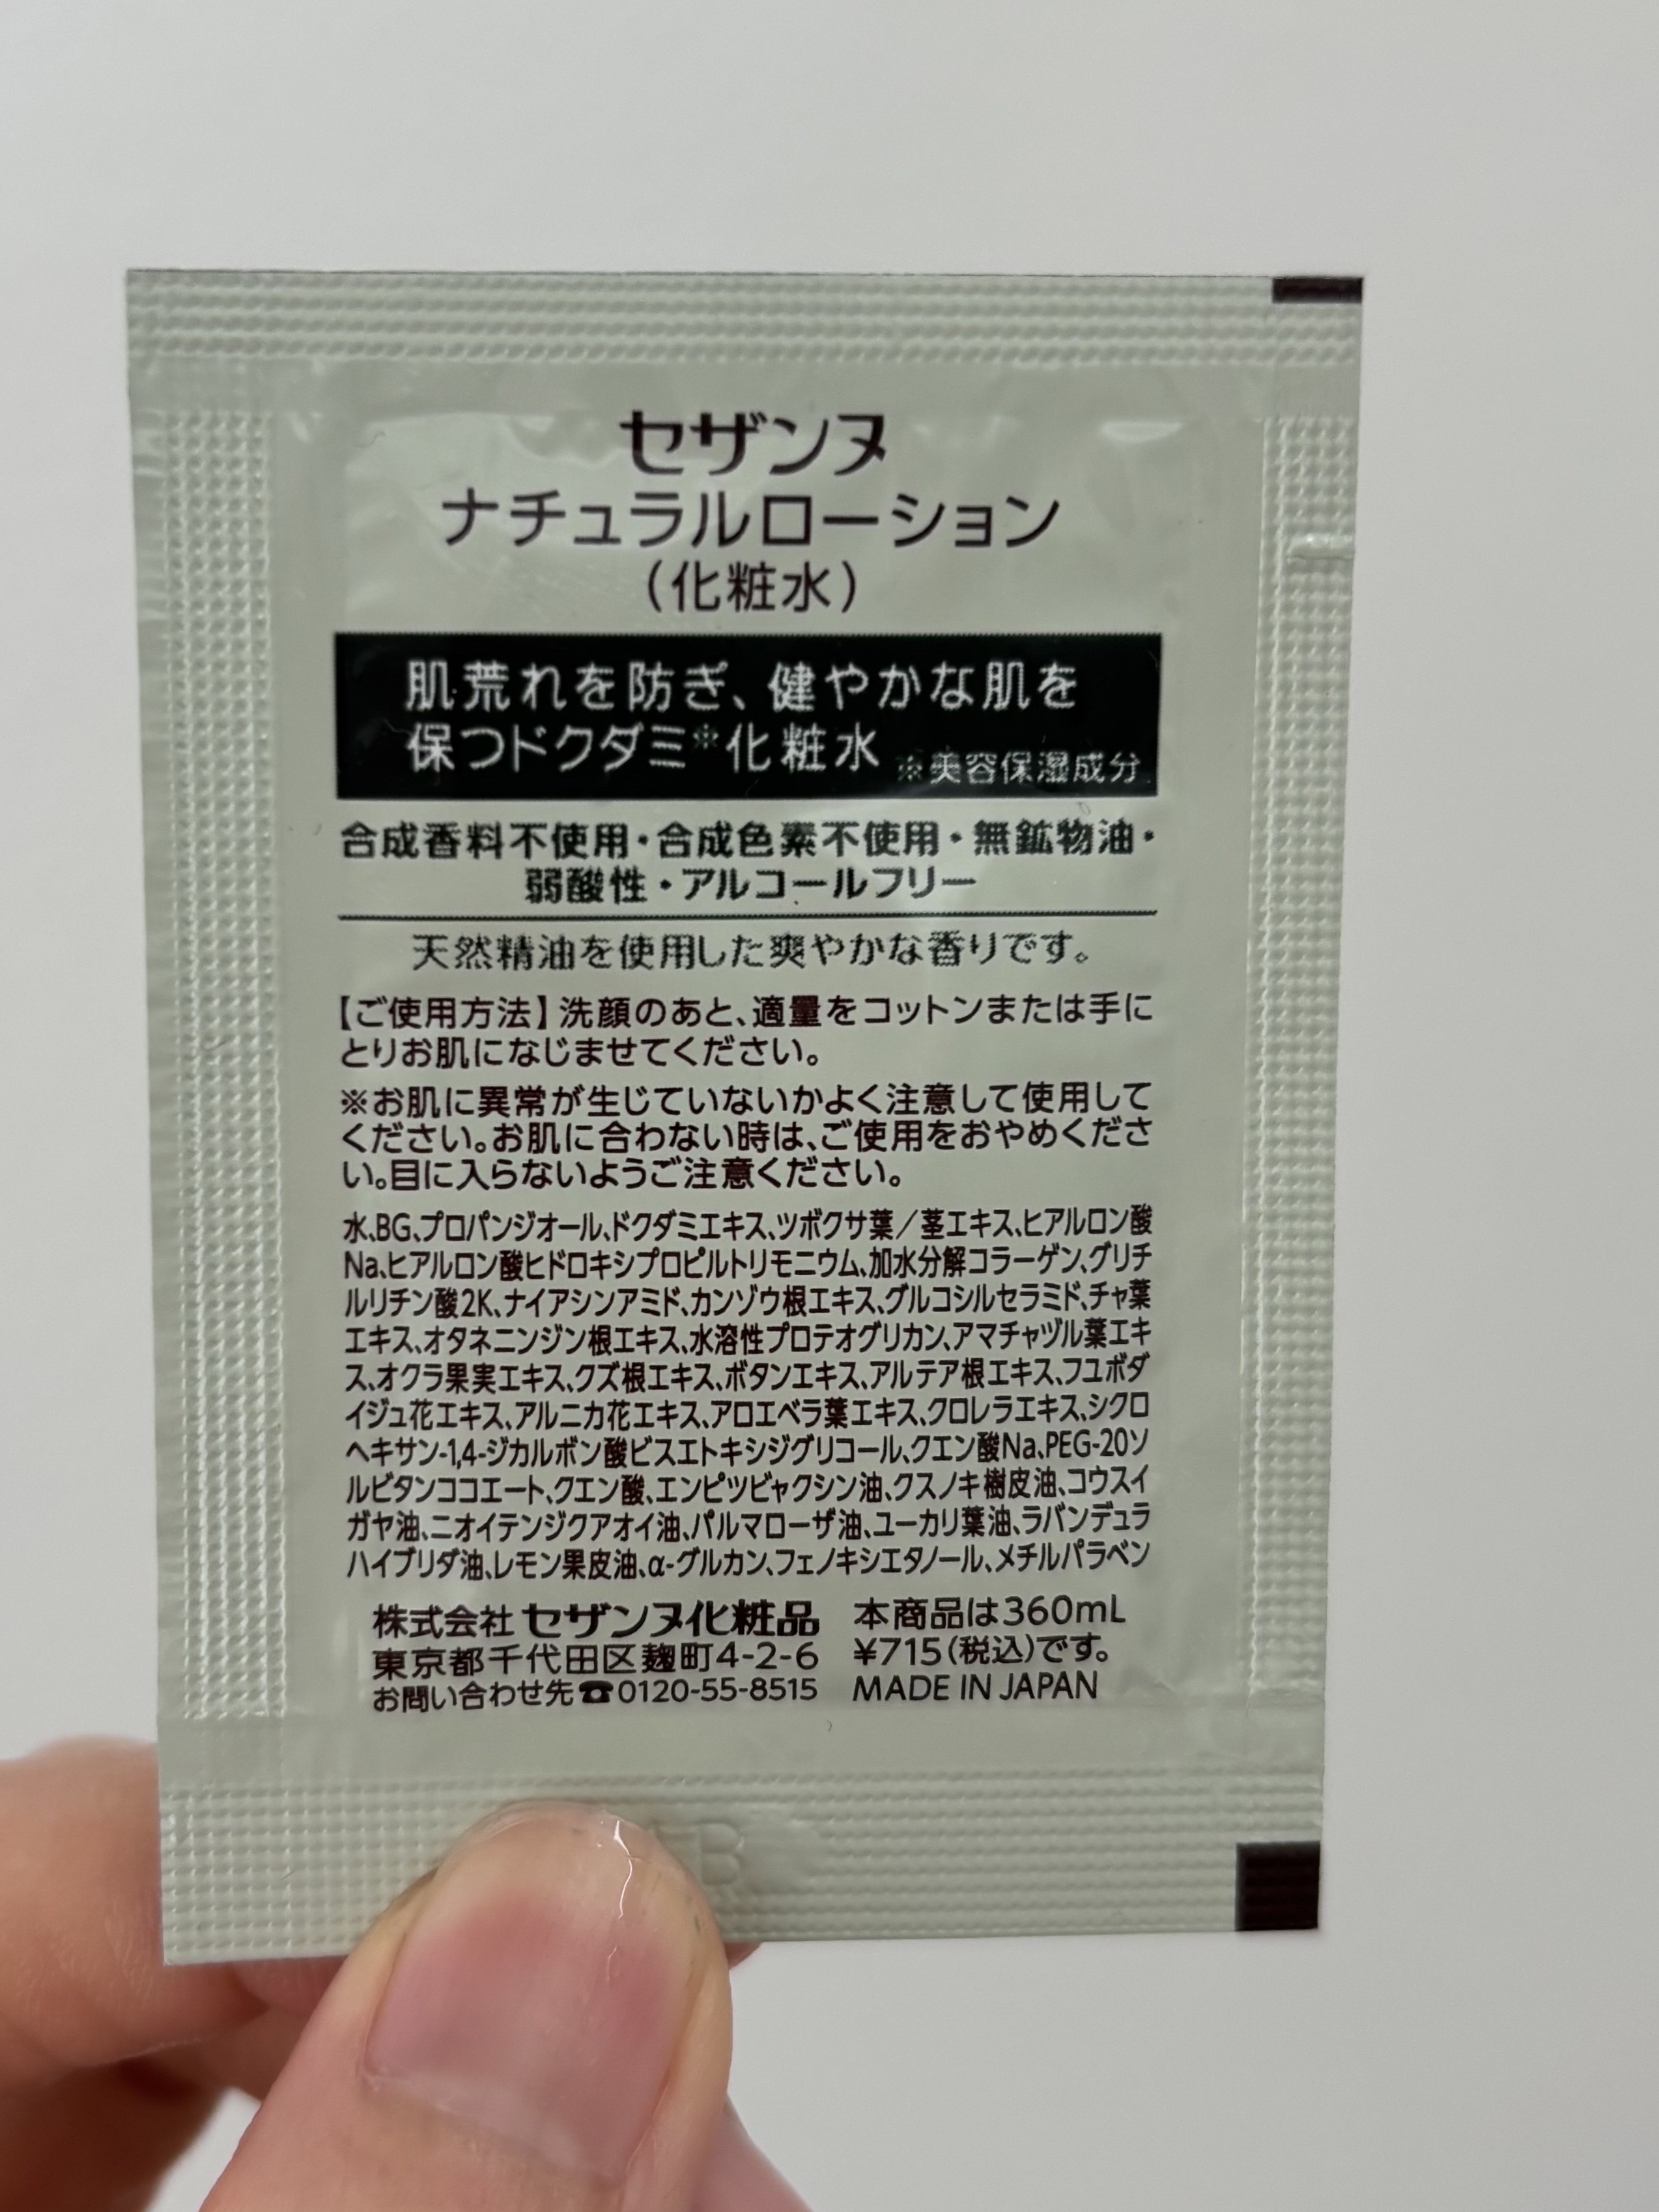 セザンヌ
ナチュラルローション
(化粧水)
肌荒れを防ぎ、健やかな肌を
保つドクダミ※化粧水 ※美容保湿成分
合成香料不使用・合成色素不使用・無鉱物油・
弱酸性・アルコールフリー
天然精油を使用した爽やかな香りです。
【ご使用方法】洗顔のあと、適量をコットンまたは手に
とりお肌になじませてください。
※お肌に異常が生じていないかよく注意して使用して
ください。お肌に合わない時は、ご使用をおやめくださ
い。目に入らないようご注意ください。
水、BG、プロパンジオール、ドクダミエキス、ツボクサ葉/茎エキス、ヒアルロン酸
Na、ヒアルロン酸ヒドロキシプロピルトリモニウム、加水分解コラーゲン、グリチ
ルリチン酸2K、ナイアシンアミド、カンゾウ根エキス、グルコシルセラミド、チャ葉
エキス、オタネニンジン根エキス、水溶性プロテオグリカン、アマチャヅル葉エキ
ス、オクラ果実エキス、クズ根エキス、ボタンエキス、アルテア根エキス、フユボダ
イジュ花エキス、アルニカ花エキス、アロエベラ葉エキス、クロレラエキス、シクロ
ヘキサン-1,4-ジカルボン酸ビスエトキシジグリコール、クエン酸Na、PEG-20ソ
ルビタンココエート、クエン酸、エンピツビャクシン油、クスノキ樹皮油、コウスイ
ガヤ油、ニオイテンジクアオイ油、パルマローザ油、ユーカリ葉油、ラバンデュラ
ハイブリダ油、レモン果皮油、α-グルカン、フェノキシエタノール、メチルパラベン
株式会社 セザンヌ化粧品 本商品は360mL
東京都千代田区麹町4-2-6 ¥715(税込)です。
お問い合わせ先☎0120-55-8515 MADE IN JAPAN